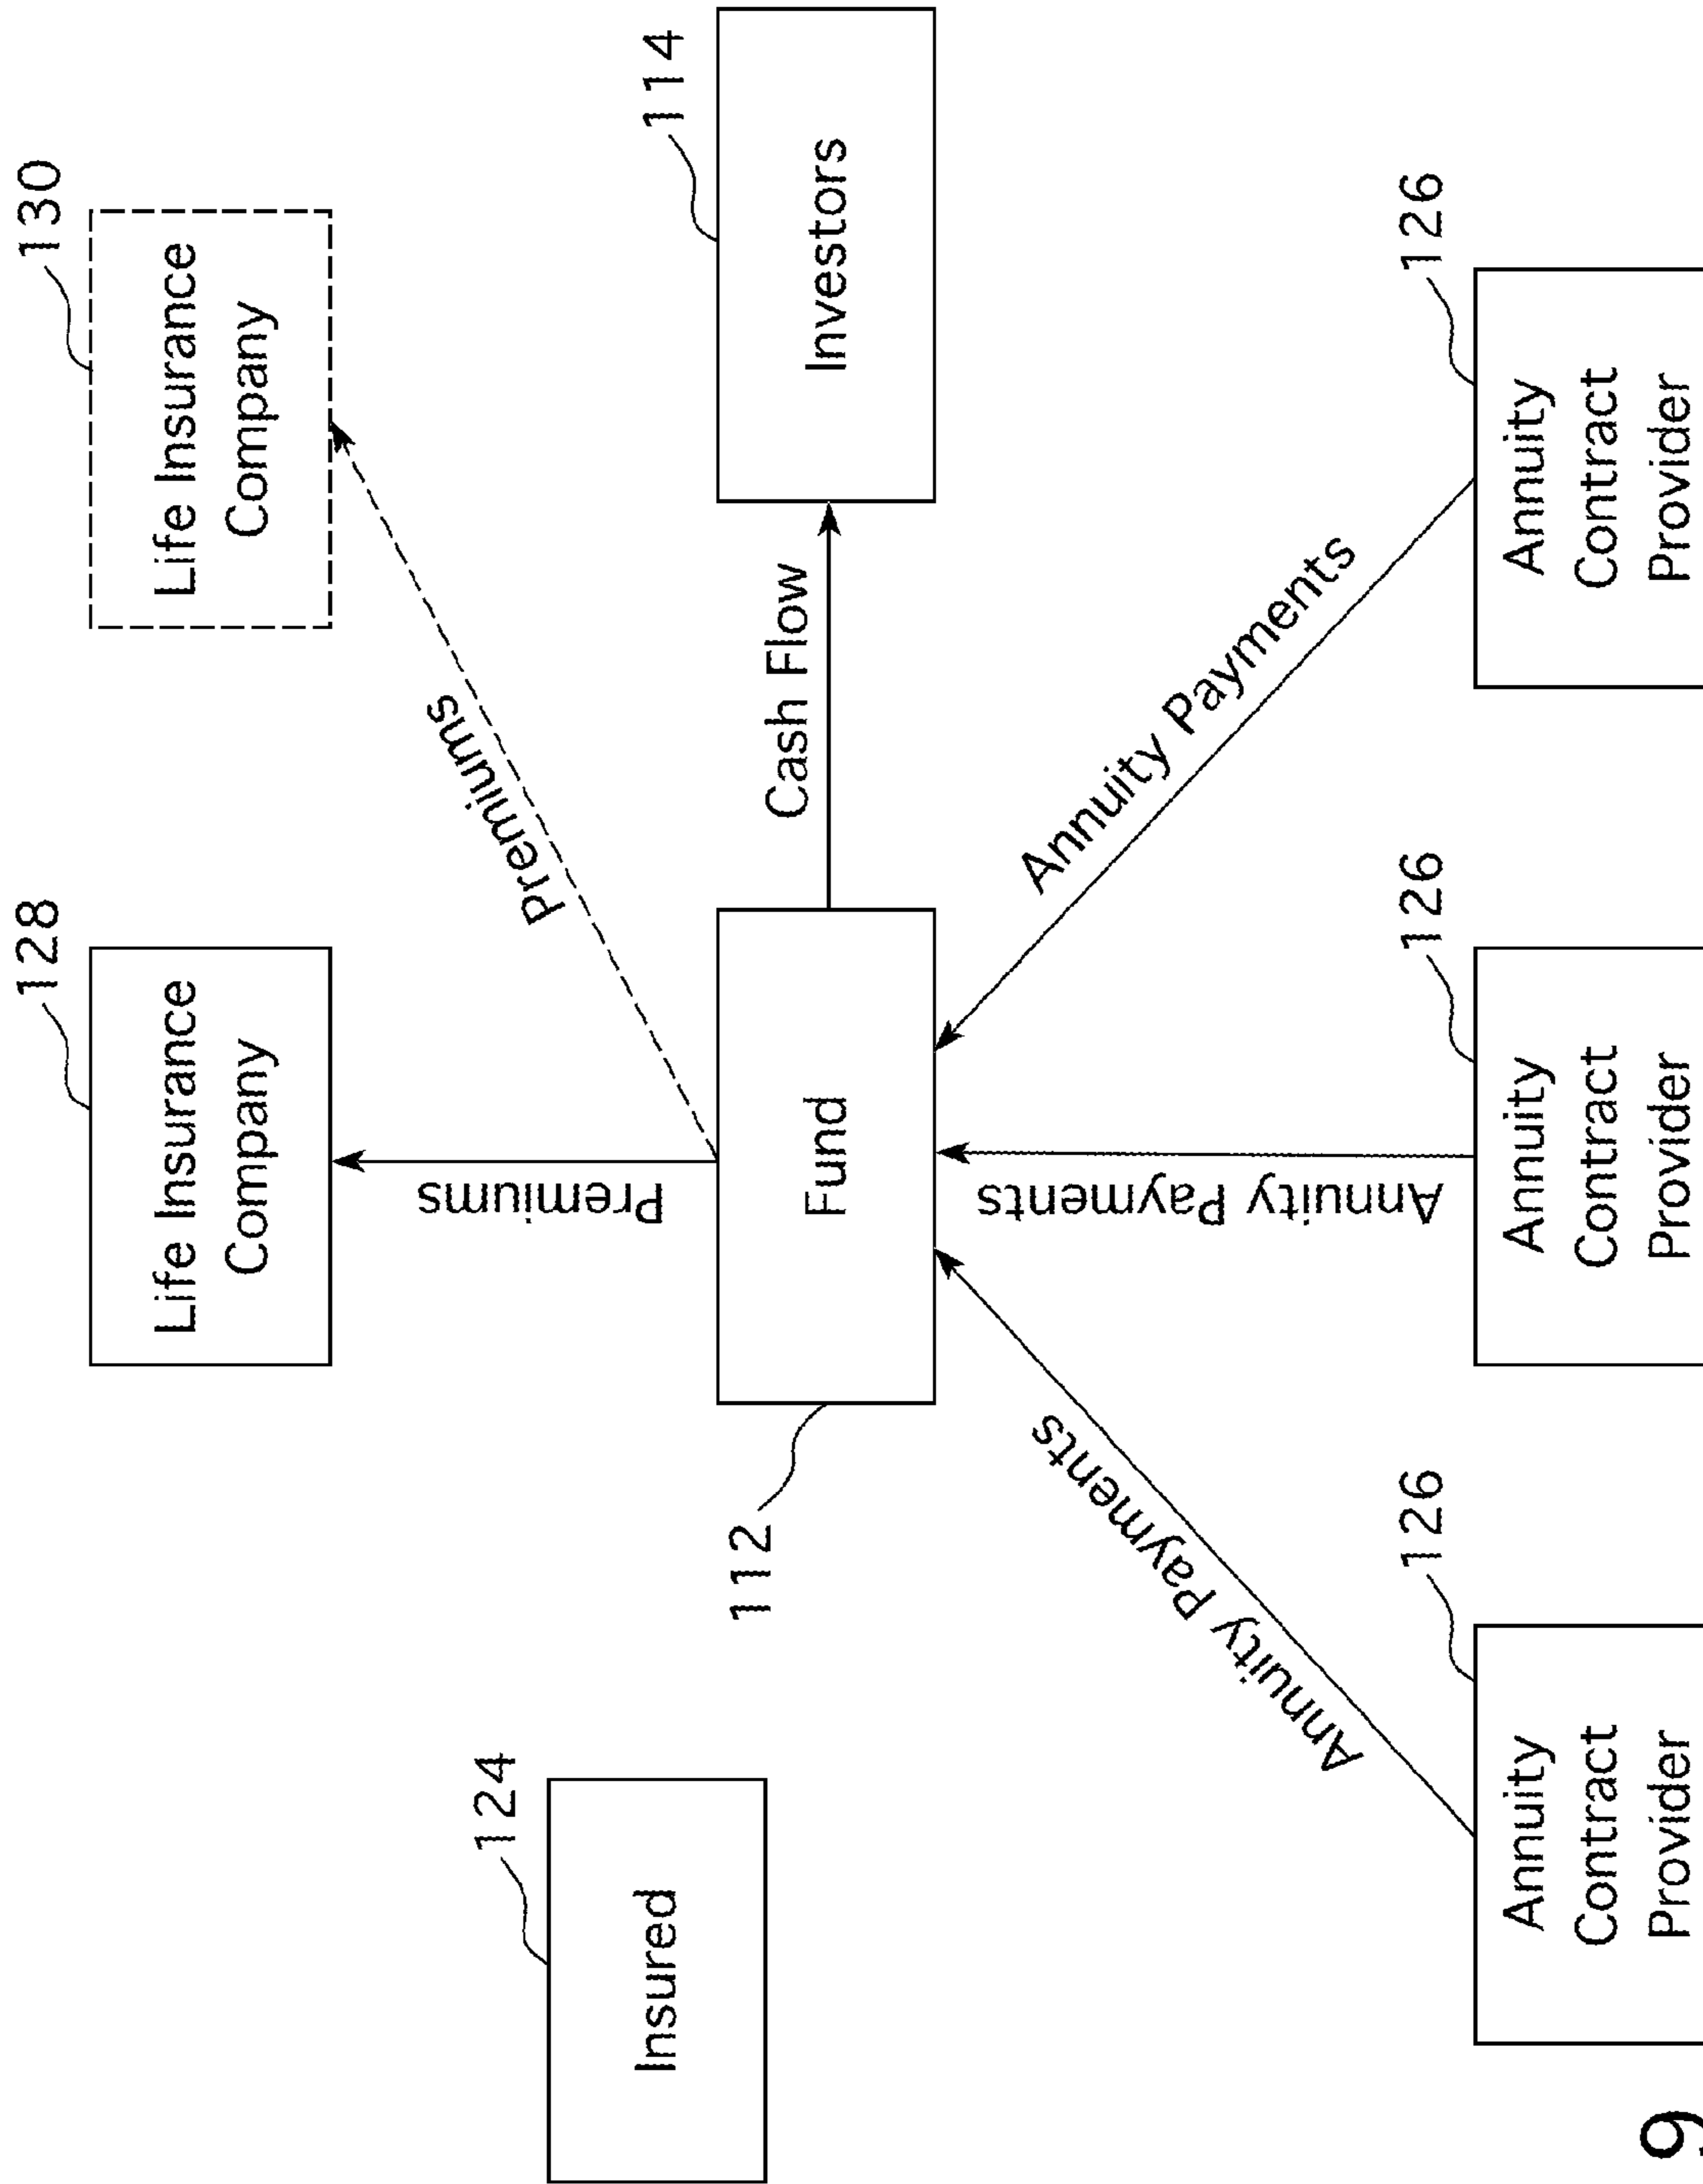 128
Life Insurance
Company
130
Life Insurance
Company
Premiums
Premiums
124
Insured
112
Fund
Cash Flow
114
Investors
Annuity Payments
Annuity Payments
Annuity Payments
126
Annuity
Contract
Provider
126
Annuity
Contract
Provider
126
Annuity
Contract
Provider